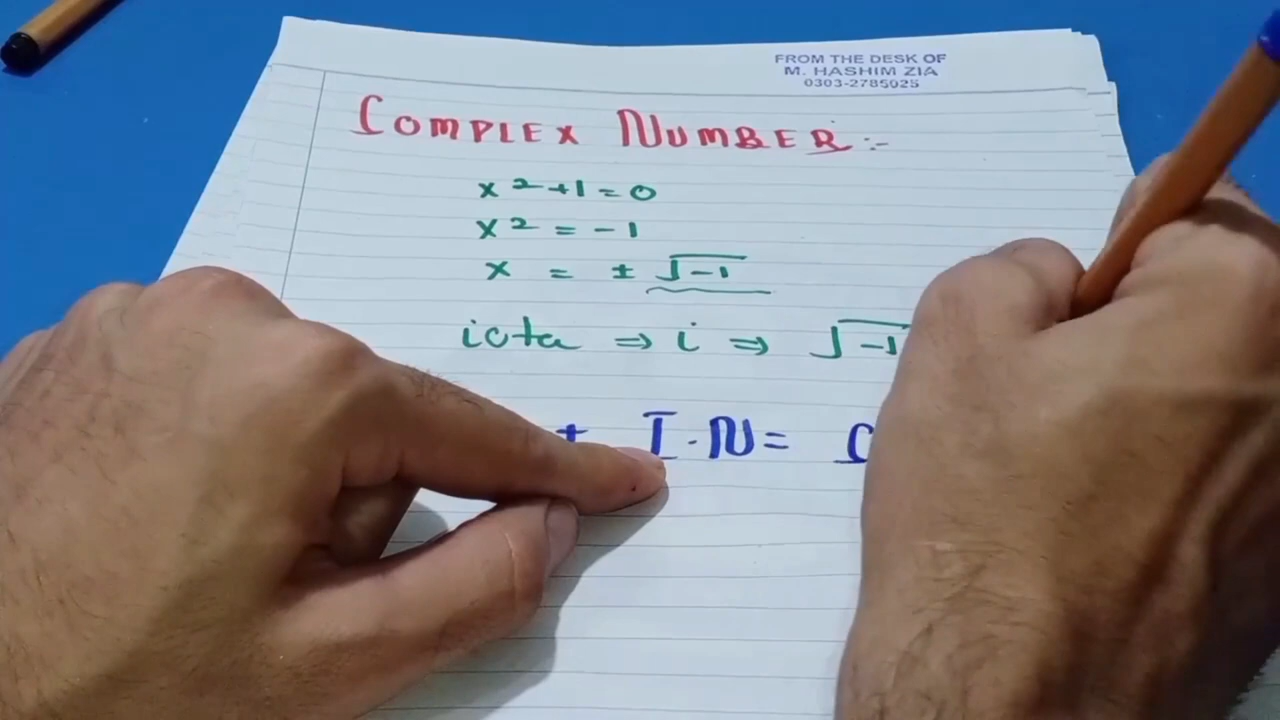 FROM THE DESK OF
M. HASHIM ZIA
0303-2785025
COMPLEX NUMBER:-
x²+1=0
x² = -1
x = ± √-1
iota ⇒ i ⇒ √-1
+ I.N= C